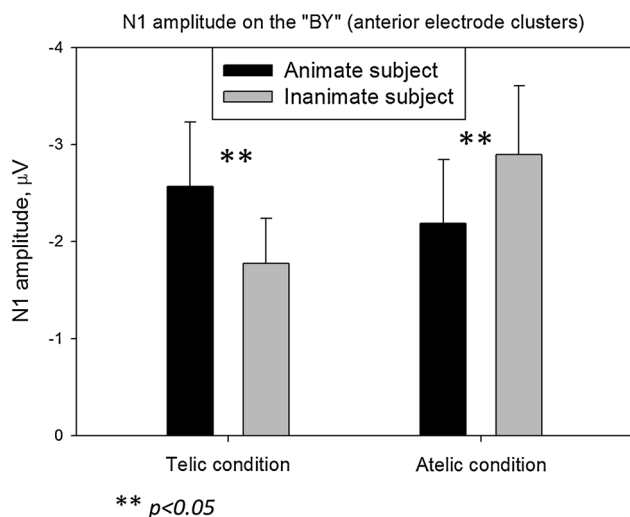 N1 amplitude on the "BY" (anterior electrode clusters)
-4
Animate subject
Inanimate subject
-3
**
**
-2
N1 amplitude, μV
-1
0
Telic condition
Atelic condition
** p<0.05